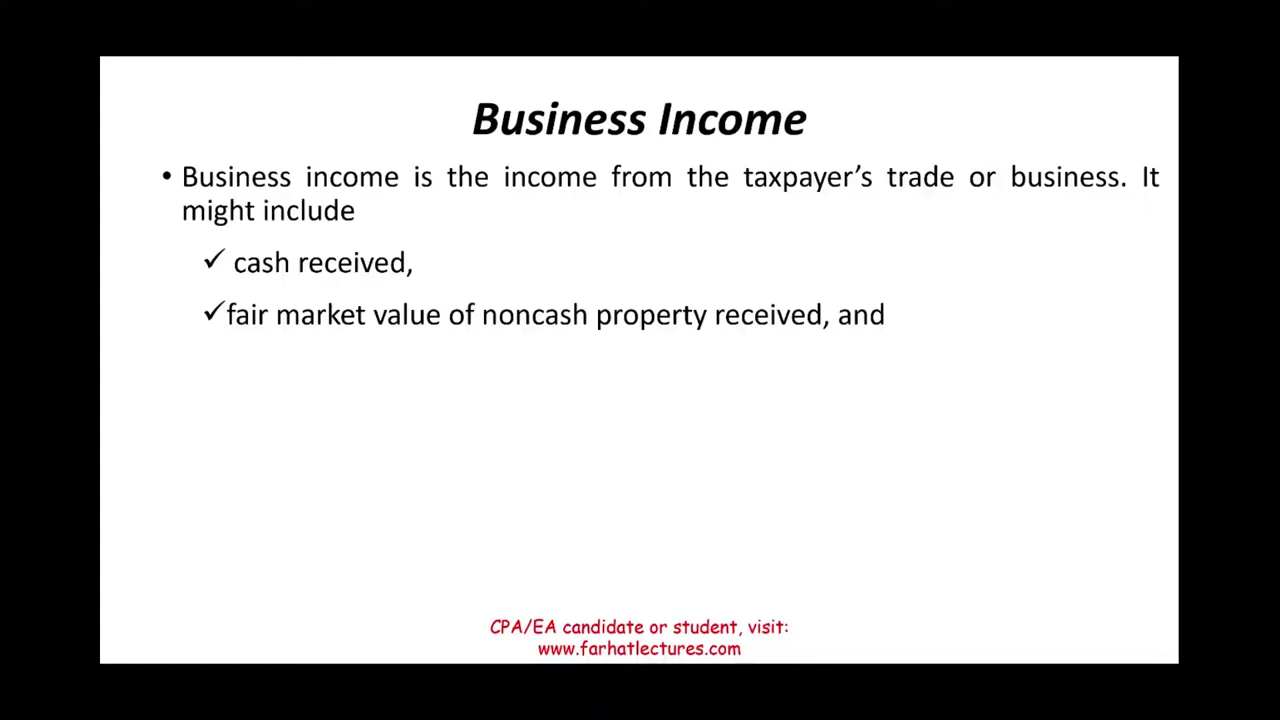 Business Income
• Business income is the income from the taxpayer’s trade or business. It
might include
✓ cash received,
✓fair market value of noncash property received, and
CPA/EA candidate or student, visit:
www.farhatlectures.com